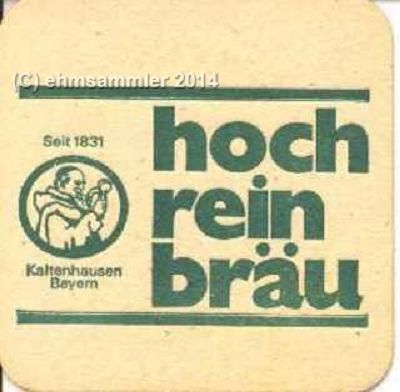 (C) ehmsammler 2014
Seit 1831
Kaltenhausen
Bayern
hoch
rein
bräu